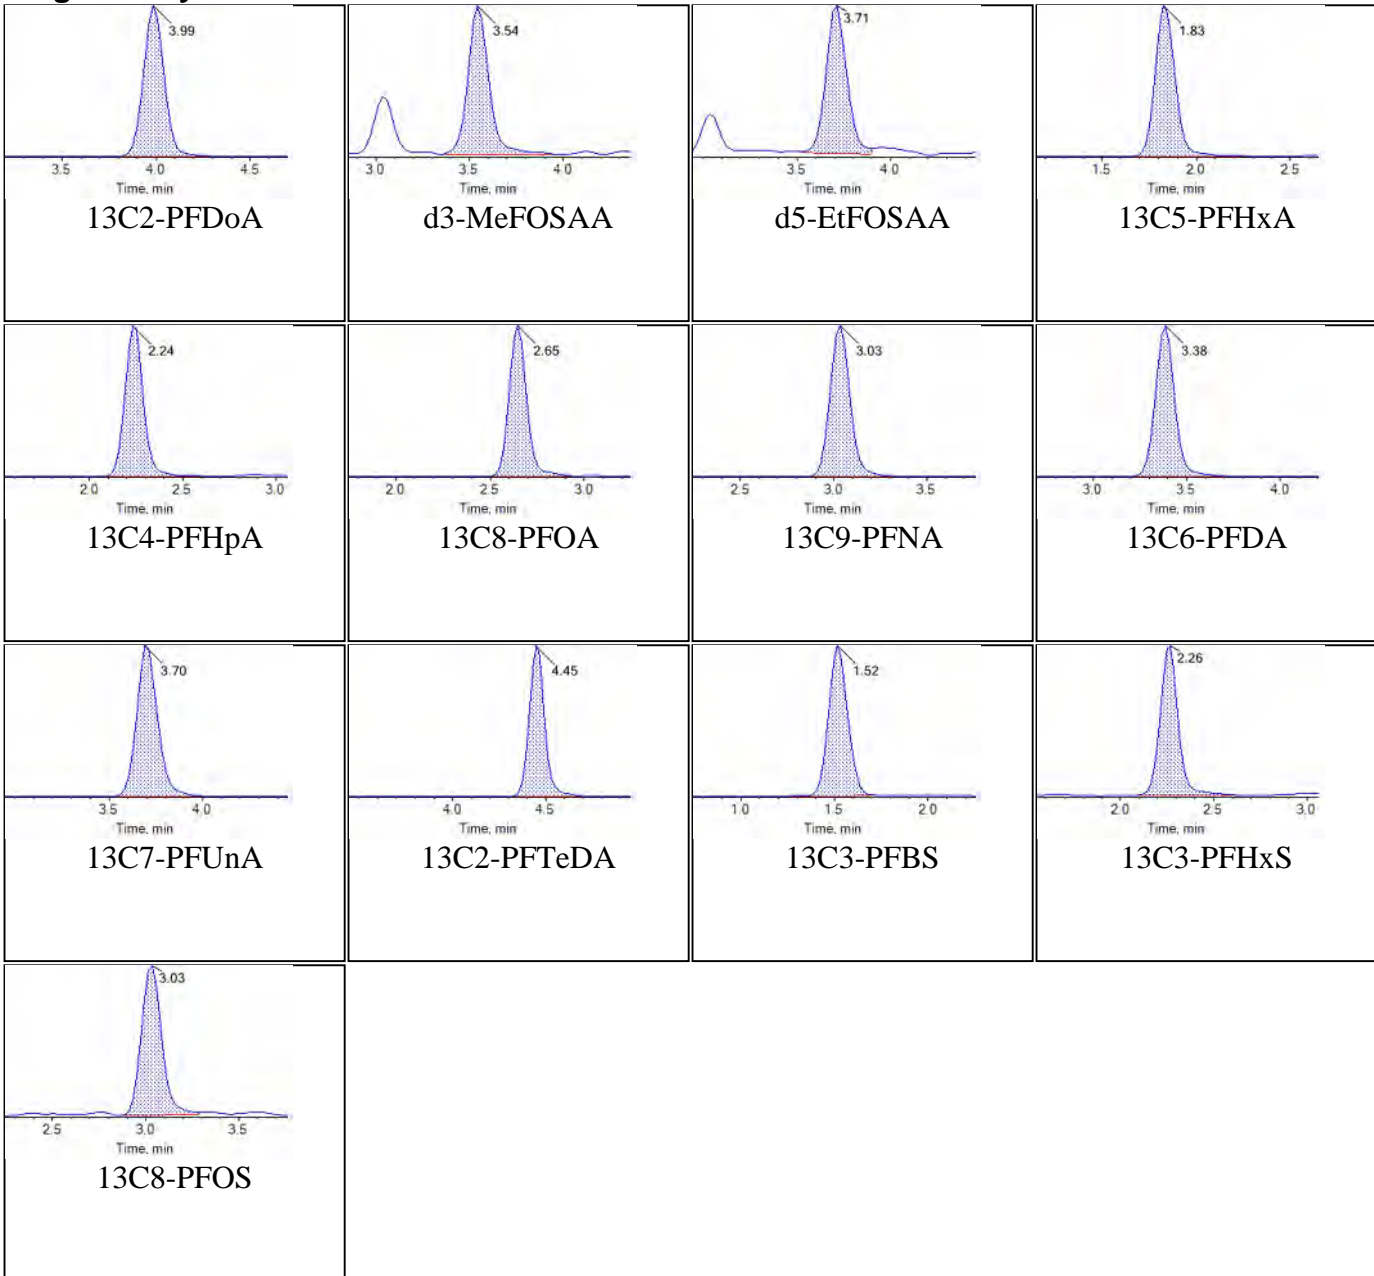 3.99
3.5 4.0 4.5
Time, min
13C2-PFDoA
3.54
3.0 3.5 4.0
Time, min
d3-MeFOSAA
3.71
3.5 4.0
Time, min
d5-EtFOSAA
1.83
1.5 2.0 2.5
Time, min
13C5-PFHxA
2.24
2.0 2.5 3.0
Time, min
13C4-PFHpA
2.65
2.0 2.5 3.0
Time, min
13C8-PFOA
3.03
2.5 3.0 3.5
Time, min
13C9-PFNA
3.38
3.0 3.5 4.0
Time, min
13C6-PFDA
3.70
3.5 4.0
Time, min
13C7-PFUnA
4.45
4.0 4.5
Time, min
13C2-PFTeDA
1.52
1.0 1.5 2.0
Time, min
13C3-PFBS
2.26
2.0 2.5 3.0
Time, min
13C3-PFHxS
3.03
2.5 3.0 3.5
Time, min
13C8-PFOS